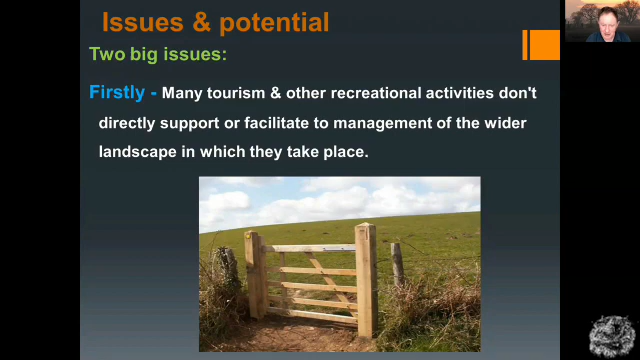 Issues & potential
Two big issues:
Firstly - Many tourism & other recreational activities don't
directly support or facilitate to management of the wider
landscape in which they take place.